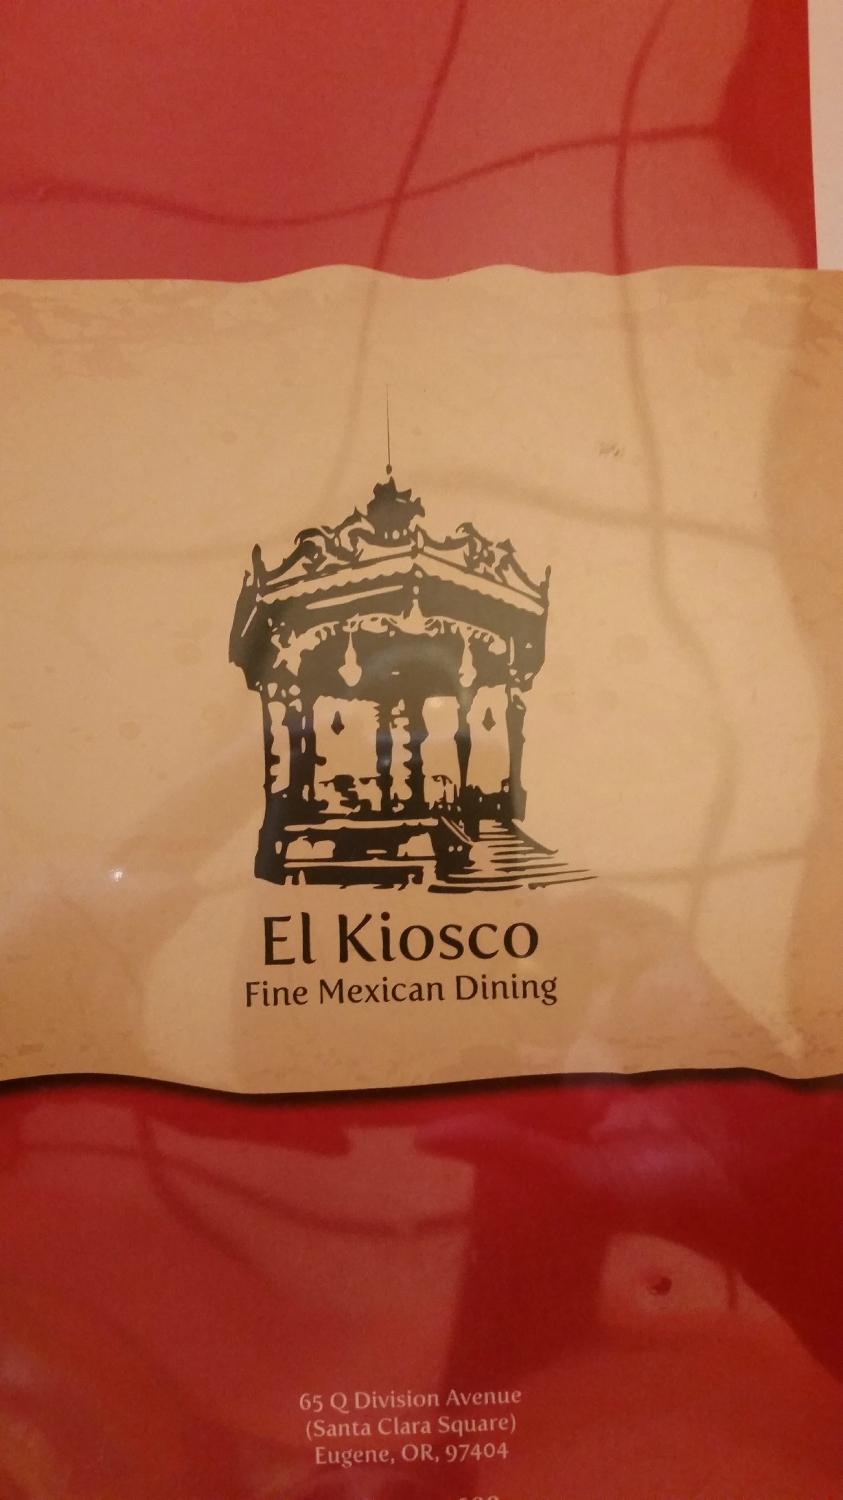 El Kiosco
Fine Mexican Dining
65 Q Division Avenue
(Santa Clara Square)
Eugene, OR, 97404